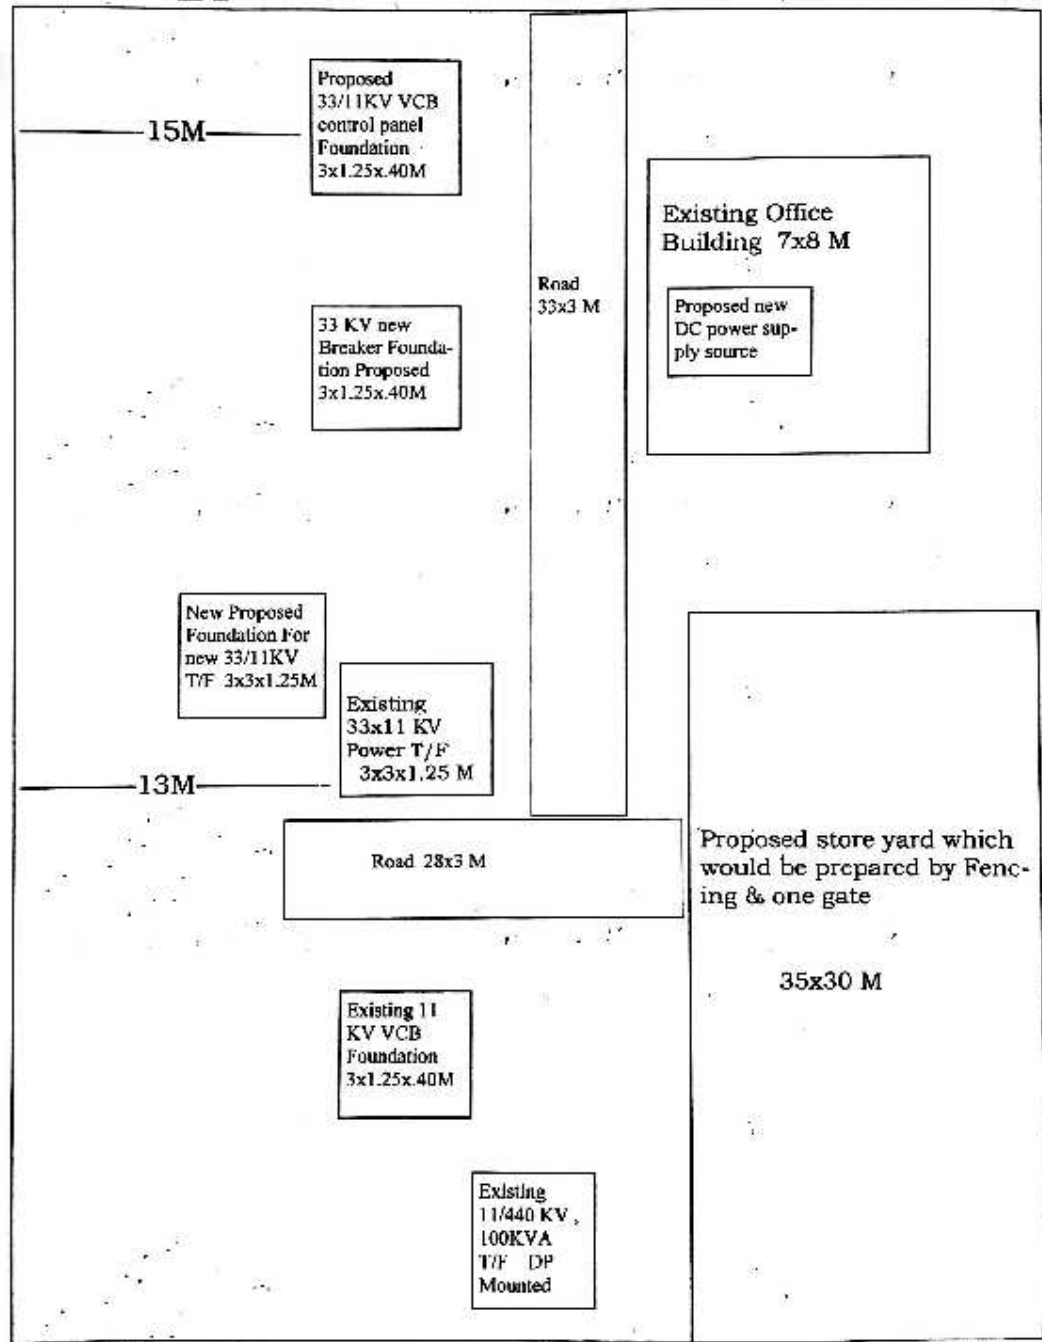 Proposed
33/11KV VCB
control panel
Foundation
3x1.25x.40M
15M
Existing Office
Building 7x8 M
Road
33x3 M
Proposed new
DC power sup-
ply source
33 KV new
Breaker Founda-
tion Proposed
3x1.25x.40M
New Proposed
Foundation For
new 33/11KV
T/F 3x3x1.25M
Existing
33x11 KV
Power T/F
3x3x1.25 M
13M
Road 28x3 M
Proposed store yard which
would be prepared by Fenc-
ing & one gate
35x30 M
Existing 11
KV VCB
Foundation
3x1.25x.40M
Existing
11/440 KV ,
100KVA
T/F DP
Mounted